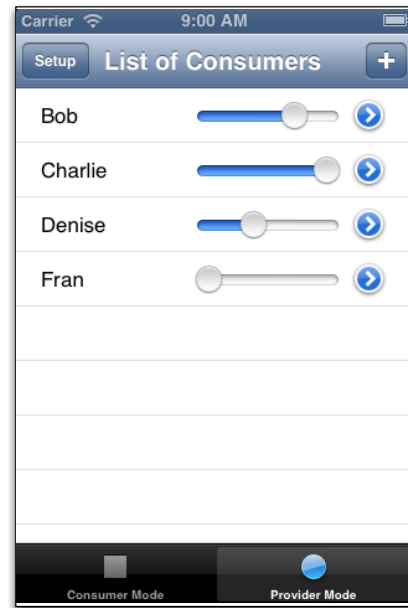 Carrier 9:00 AM
Setup List of Consumers +
Bob
Charlie
Denise
Fran
Consumer Mode Provider Mode